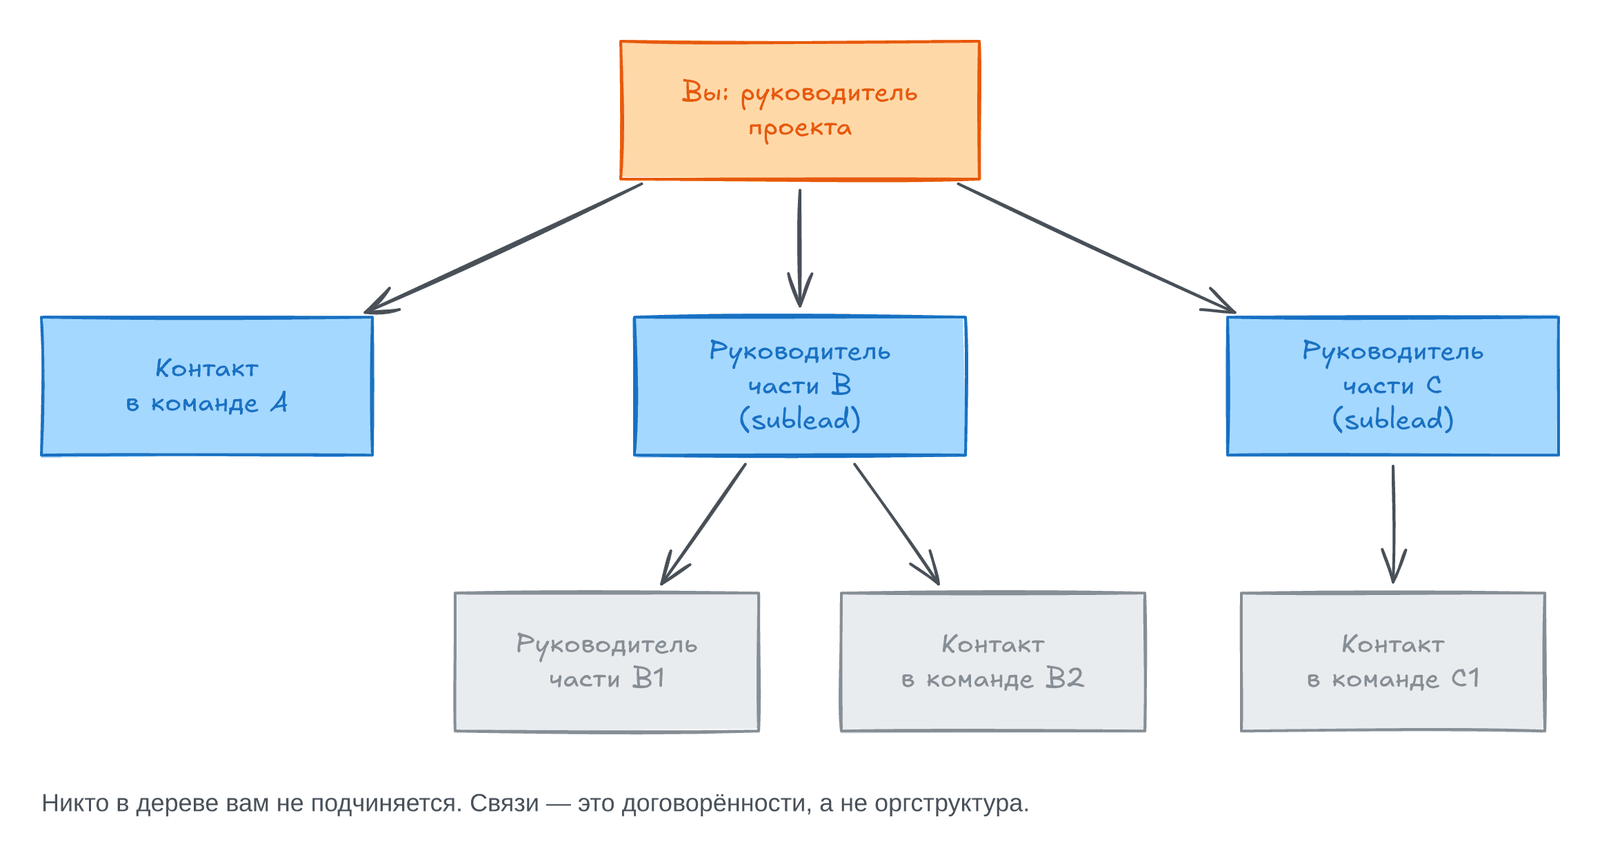 Вы: руководитель
проекта
Контакт
в команде A
Руководитель
части B
(sublead)
Руководитель
части C
(sublead)
Руководитель
части B1
Контакт
в команде B2
Контакт
в команде C1
Никто в дереве вам не подчиняется. Связи — это договорённости, а не оргструктура.